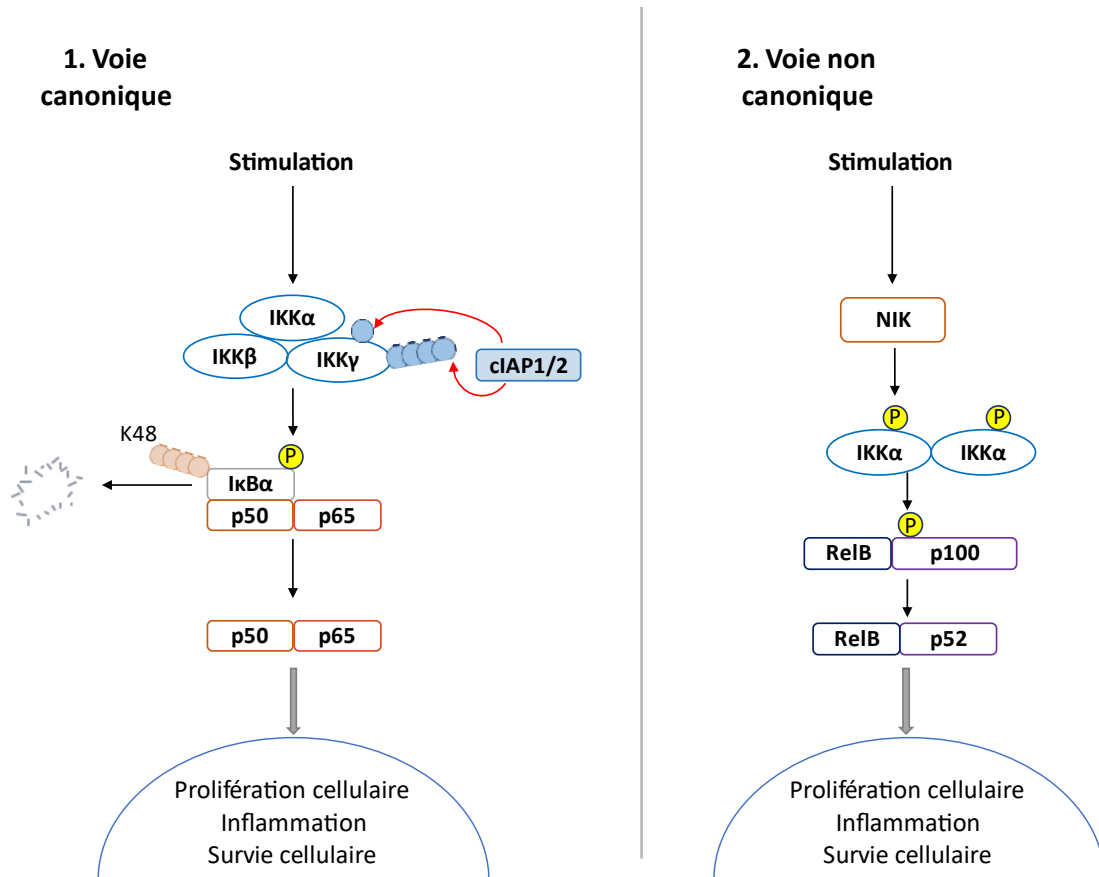 1. Voie
canonique
Stimulation
IKKα
IKKβ
IKKγ
cIAP1/2
K48
P
IκBα
p50
p65
p50
p65
Prolifération cellulaire
Inflammation
Survie cellulaire
2. Voie non
canonique
Stimulation
NIK
P
P
IKKα
IKKα
P
RelB
p100
RelB
p52
Prolifération cellulaire
Inflammation
Survie cellulaire